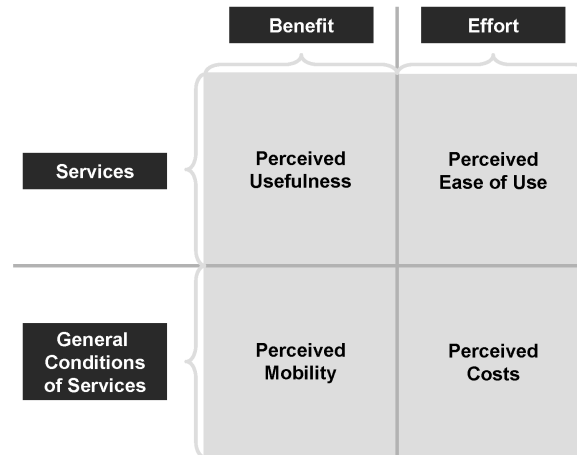 Benefit
Effort
Services
Perceived
Usefulness
Perceived
Ease of Use
General
Conditions
of Services
Perceived
Mobility
Perceived
Costs